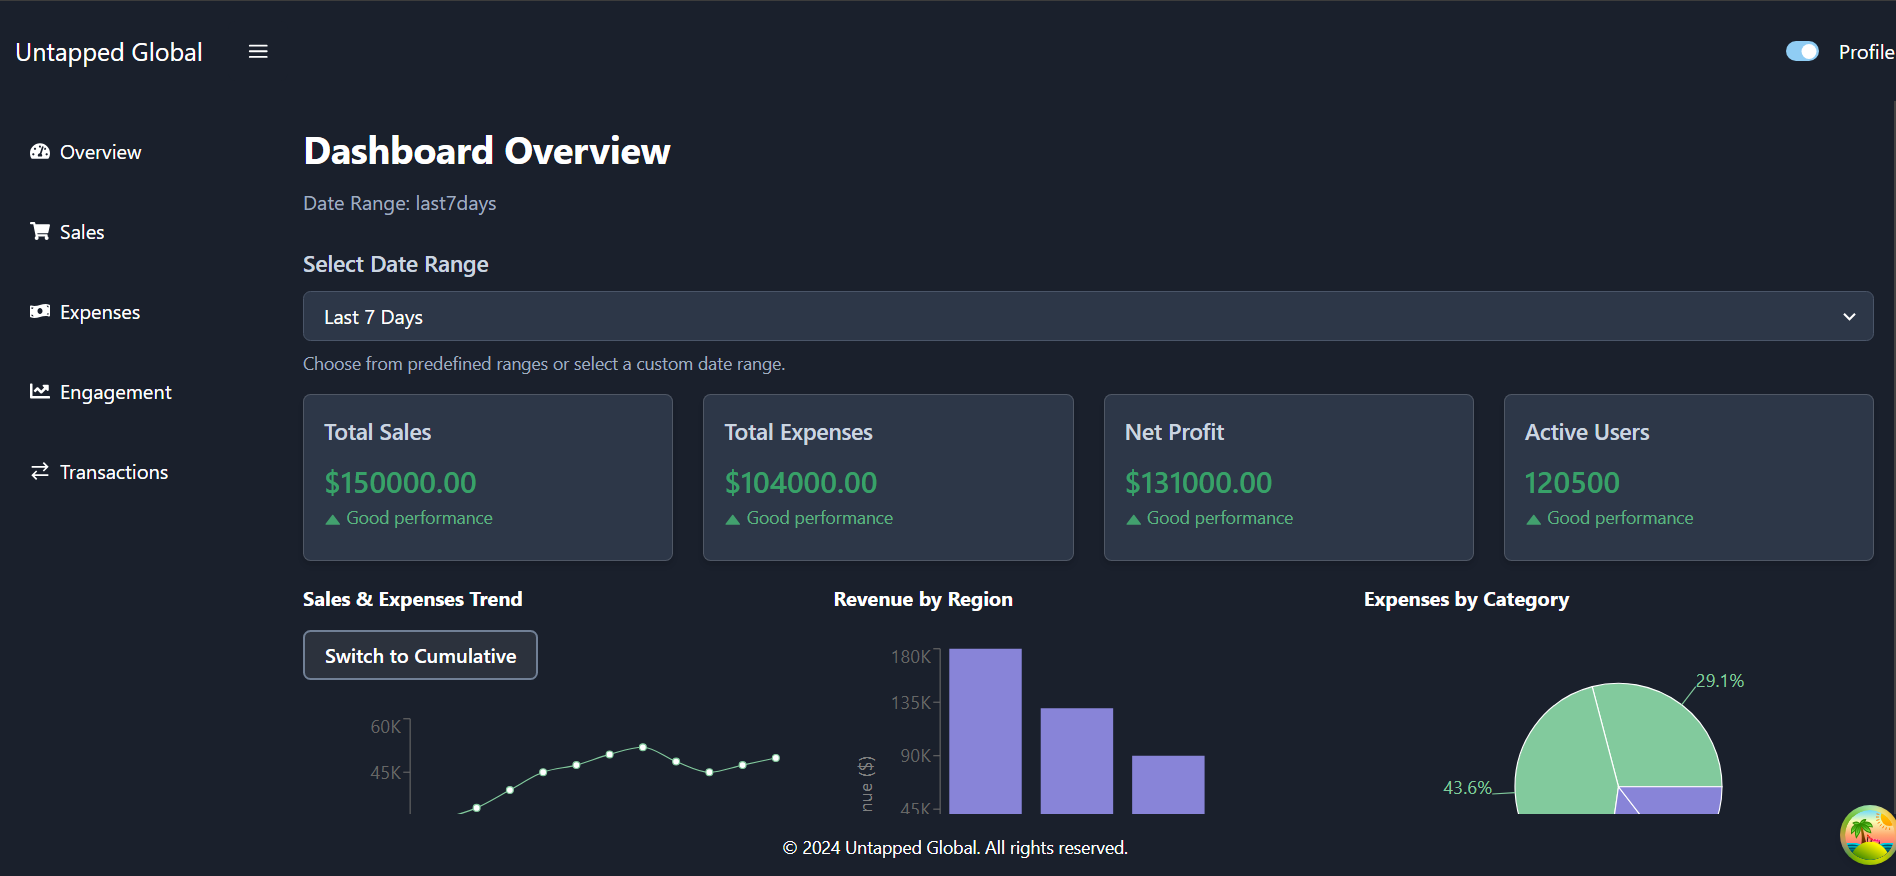 Untapped Global
Profile
Overview
Sales
Expenses
Engagement
Transactions
Dashboard Overview
Date Range: last7days
Select Date Range
Last 7 Days
Choose from predefined ranges or select a custom date range.
Total Sales
$150000.00
Good performance
Total Expenses
$104000.00
Good performance
Net Profit
$131000.00
Good performance
Active Users
120500
Good performance
Sales & Expenses Trend
Switch to Cumulative
60K
45K
Revenue by Region
180K
135K
90K
45K
nue ($)
Expenses by Category
29.1%
43.6%
© 2024 Untapped Global. All rights reserved.